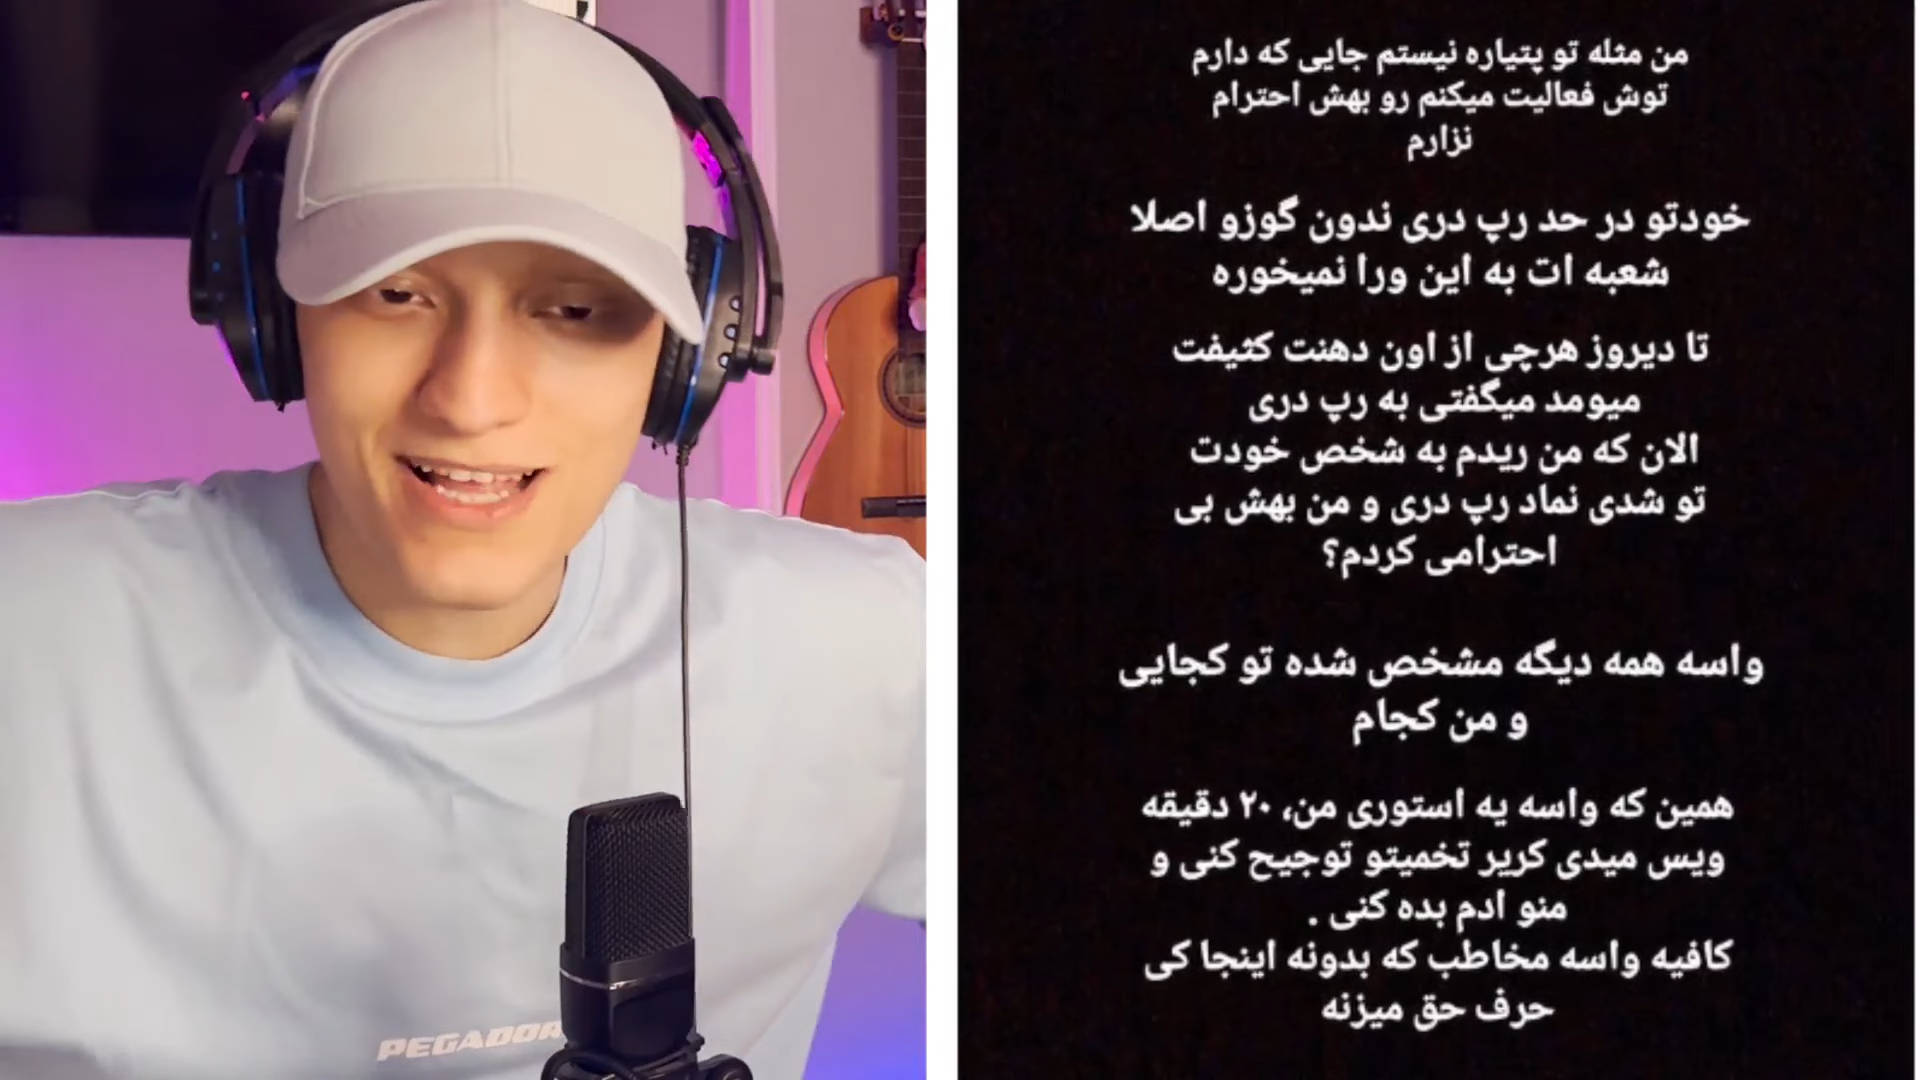 من مثله تو پتیاره نیستم جایی که دارم
توش فعالیت میکنم رو بهش احترام
نزارم
خودتو در حد رپ دری ندون گوزو اصلا
شعبه ات به این ورا نمیخوره
تا دیروز هرچی از اون دهنت کثیفت
میومد میگفتی به رپ دری
الان که من ریدم به شخص خودت
تو شدی نماد رپ دری و من بهش بی
احترامی کردم؟
واسه همه دیگه مشخص شده تو کجایی
و من کجام
همین که واسه یه استوری من، ۲۰ دقیقه
ویس میدی کریر تخمیتو توجیح کنی و
منو ادم بده کنی .
کافیه واسه مخاطب که بدونه اینجا کی
حرف حق میزنه
PEGADOR